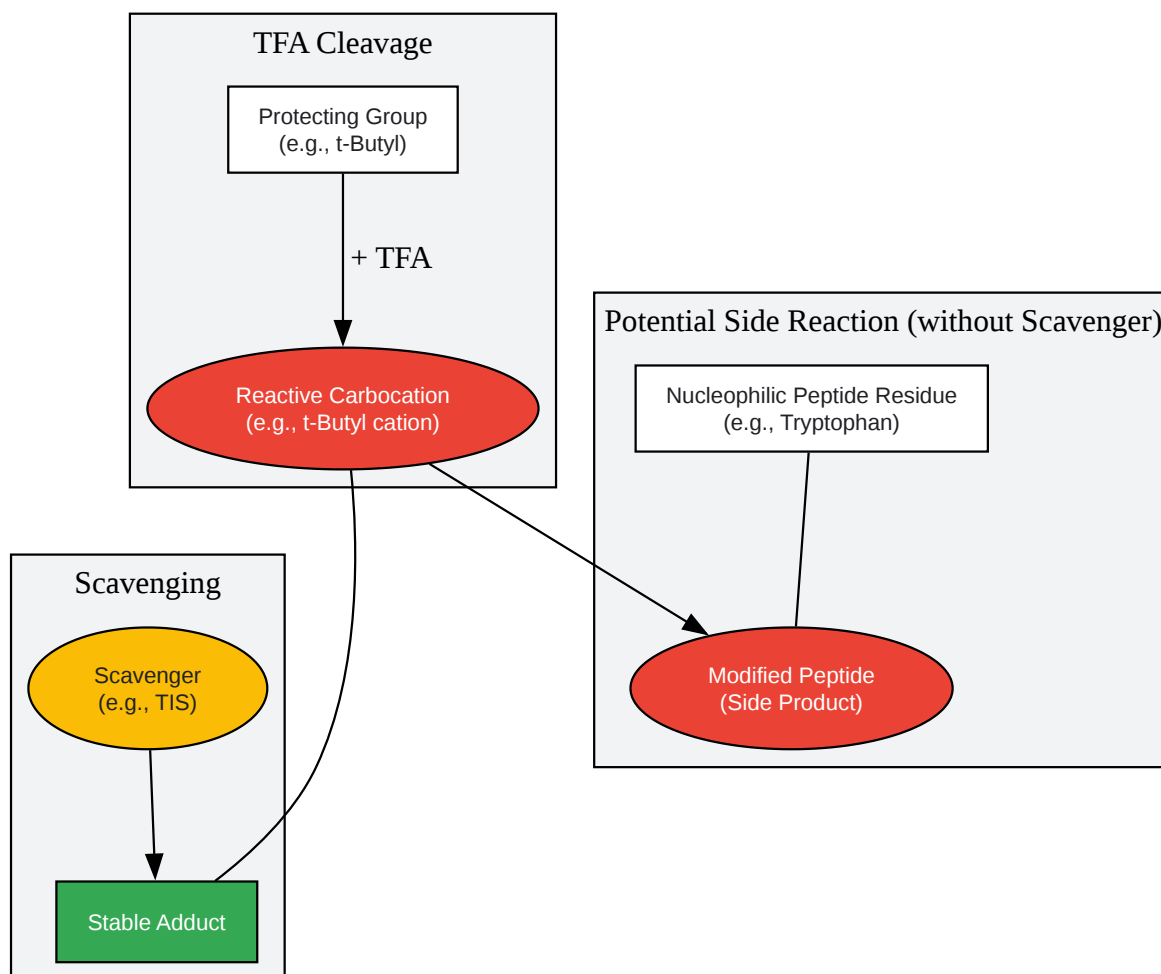 TFA Cleavage
Protecting Group
(e.g., t-Butyl)
+ TFA
Reactive Carbocation
(e.g., t-Butyl cation)
Potential Side Reaction (without Scavenger)
Nucleophilic Peptide Residue
(e.g., Tryptophan)
Modified Peptide
(Side Product)
Scavenging
Scavenger
(e.g., TIS)
Stable Adduct